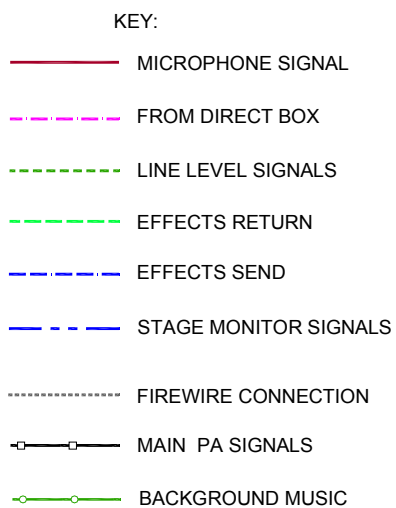 KEY:
MICROPHONE SIGNAL
FROM DIRECT BOX
LINE LEVEL SIGNALS
EFFECTS RETURN
EFFECTS SEND
STAGE MONITOR SIGNALS
FIREWIRE CONNECTION
MAIN PA SIGNALS
BACKGROUND MUSIC